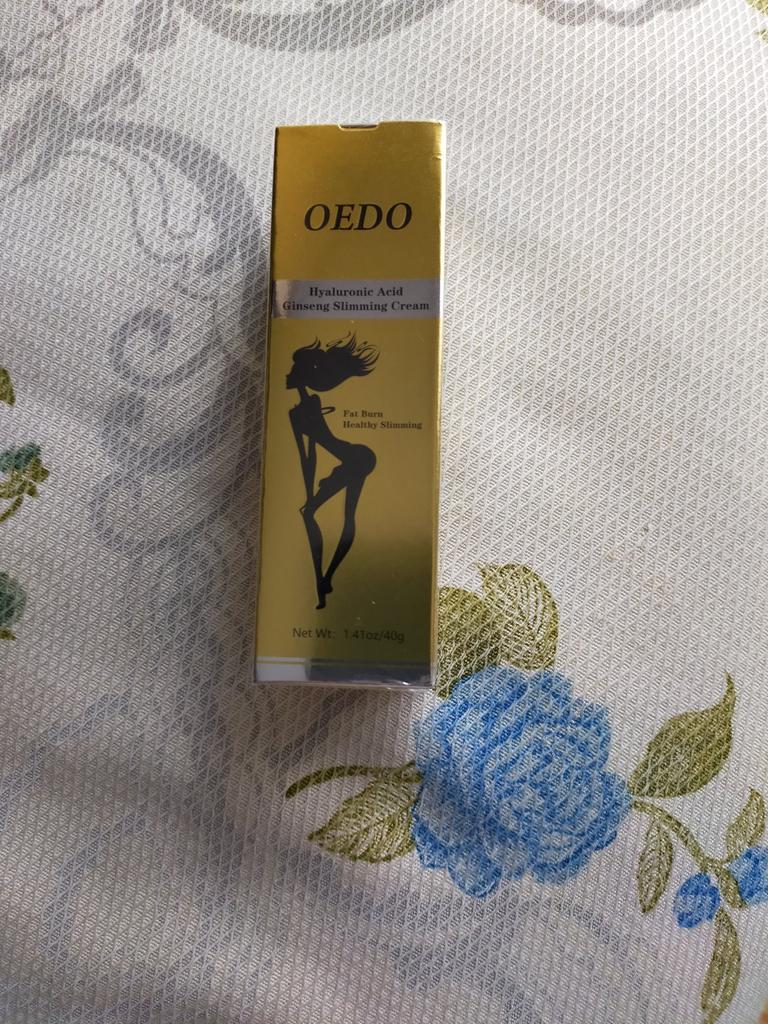 OEDO
Hyaluronic Acid
Ginseng Slimming Cream
Fat Burn
Healthy Slimming
Net Wt: 1.41oz/40g